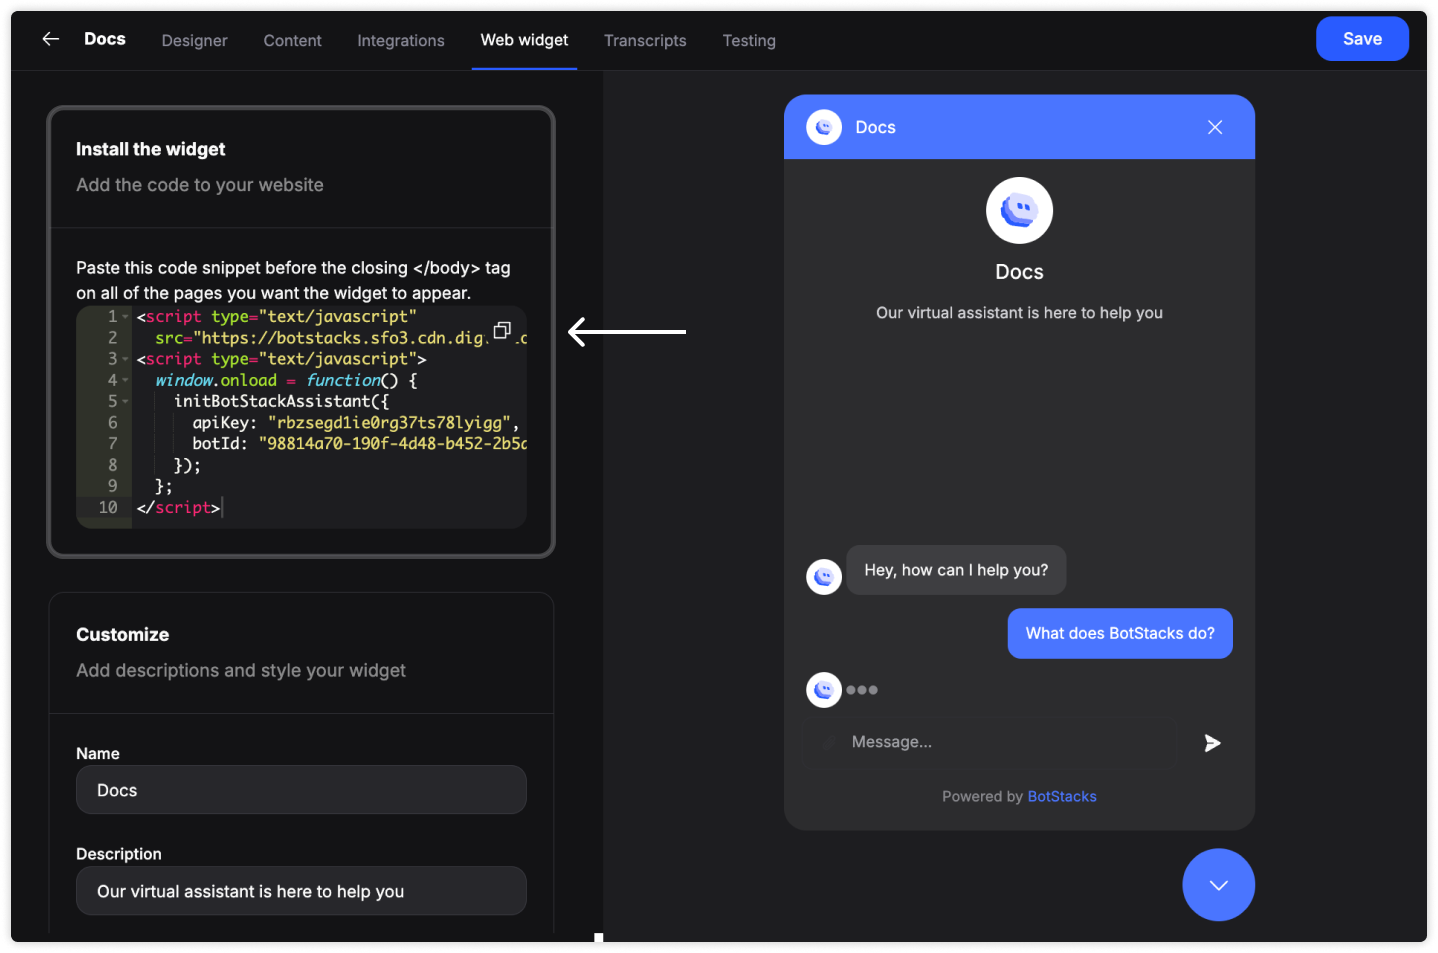 Docs
Designer
Content
Integrations
Web widget
Transcripts
Testing
Save
Install the widget
Add the code to your website
Paste this code snippet before the closing </body> tag
on all of the pages you want the widget to appear.
1 <script type="text/javascript"
2 src="https://botstacks.sfo3.cdn.dig
3 <script type="text/javascript">
4 window.onload = function() {
5 initBotStackAssistant({
6 apiKey: "rbzsegd1ie0rg37ts78lyigg",
7 botId: "98814a70-190f-4d48-b452-2b5
8 });
9 };
10 </script>
Customize
Add descriptions and style your widget
Name
Docs
Description
Our virtual assistant is here to help you
Docs
Docs
Our virtual assistant is here to help you
Hey, how can I help you?
What does BotStacks do?
Message...
Powered by BotStacks